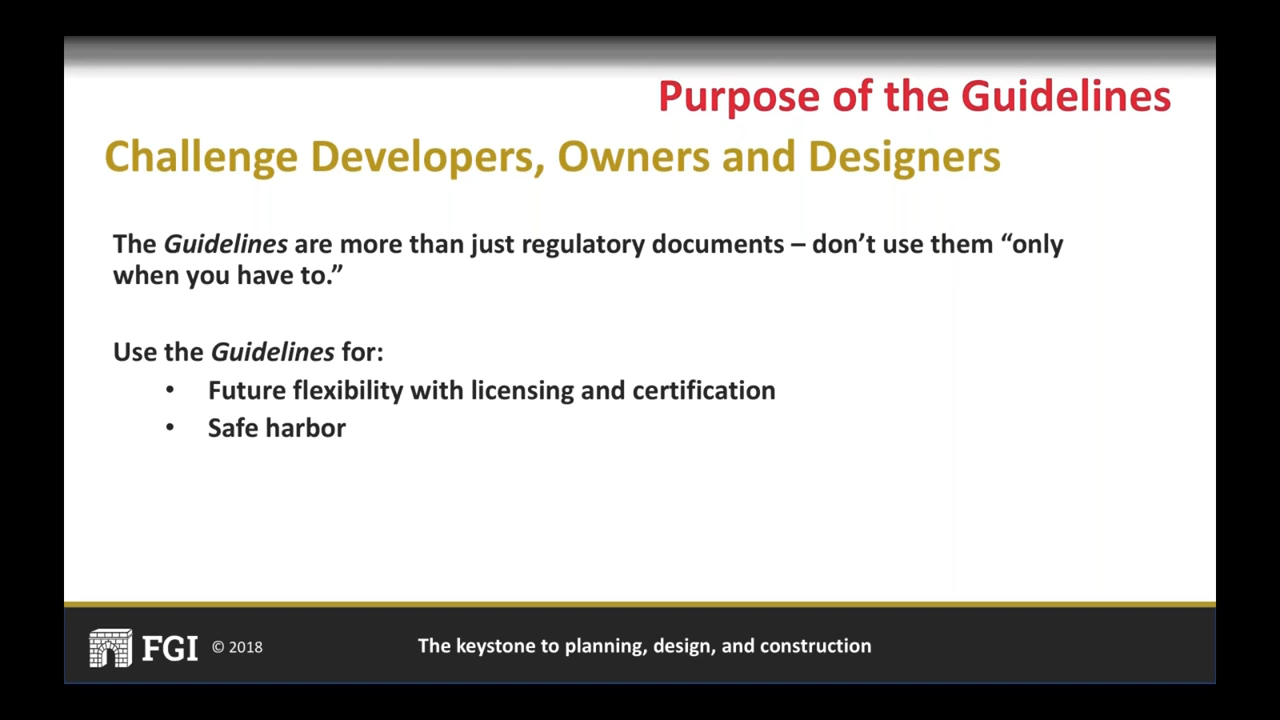 Purpose of the Guidelines
Challenge Developers, Owners and Designers
The Guidelines are more than just regulatory documents – don’t use them “only
when you have to.”
Use the Guidelines for:
• Future flexibility with licensing and certification
• Safe harbor
FGI © 2018
The keystone to planning, design, and construction